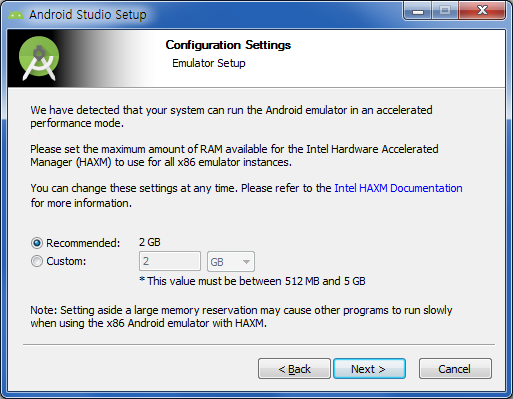 Android Studio Setup
Configuration Settings
Emulator Setup
We have detected that your system can run the Android emulator in an accelerated
performance mode.
Please set the maximum amount of RAM available for the Intel Hardware Accelerated
Manager (HAXM) to use for all x86 emulator instances.
You can change these settings at any time. Please refer to the Intel HAXM Documentation
for more information.
Recommended: 2 GB
Custom: 2 GB
* This value must be between 512 MB and 5 GB
Note: Setting aside a large memory reservation may cause other programs to run slowly
when using the x86 Android emulator with HAXM.
< Back Next > Cancel